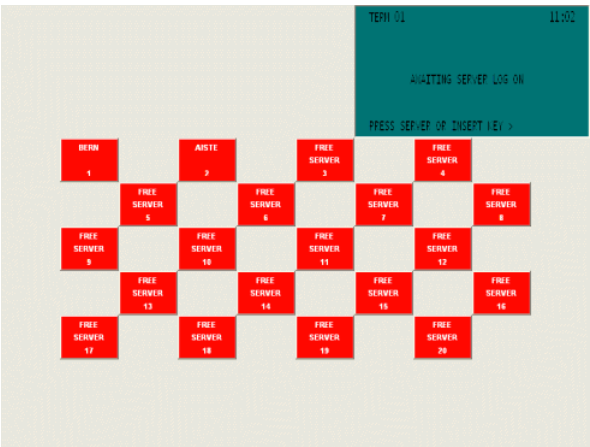 TERM 01 11:02
AWAITING SERVER LOG ON
PRESS SERVER OR INSERT KEY >
BERN
1
AISTE
2
FREE
SERVER
3
FREE
SERVER
4
FREE
SERVER
5
FREE
SERVER
6
FREE
SERVER
7
FREE
SERVER
8
FREE
SERVER
9
FREE
SERVER
10
FREE
SERVER
11
FREE
SERVER
12
FREE
SERVER
13
FREE
SERVER
14
FREE
SERVER
15
FREE
SERVER
16
FREE
SERVER
17
FREE
SERVER
18
FREE
SERVER
19
FREE
SERVER
20